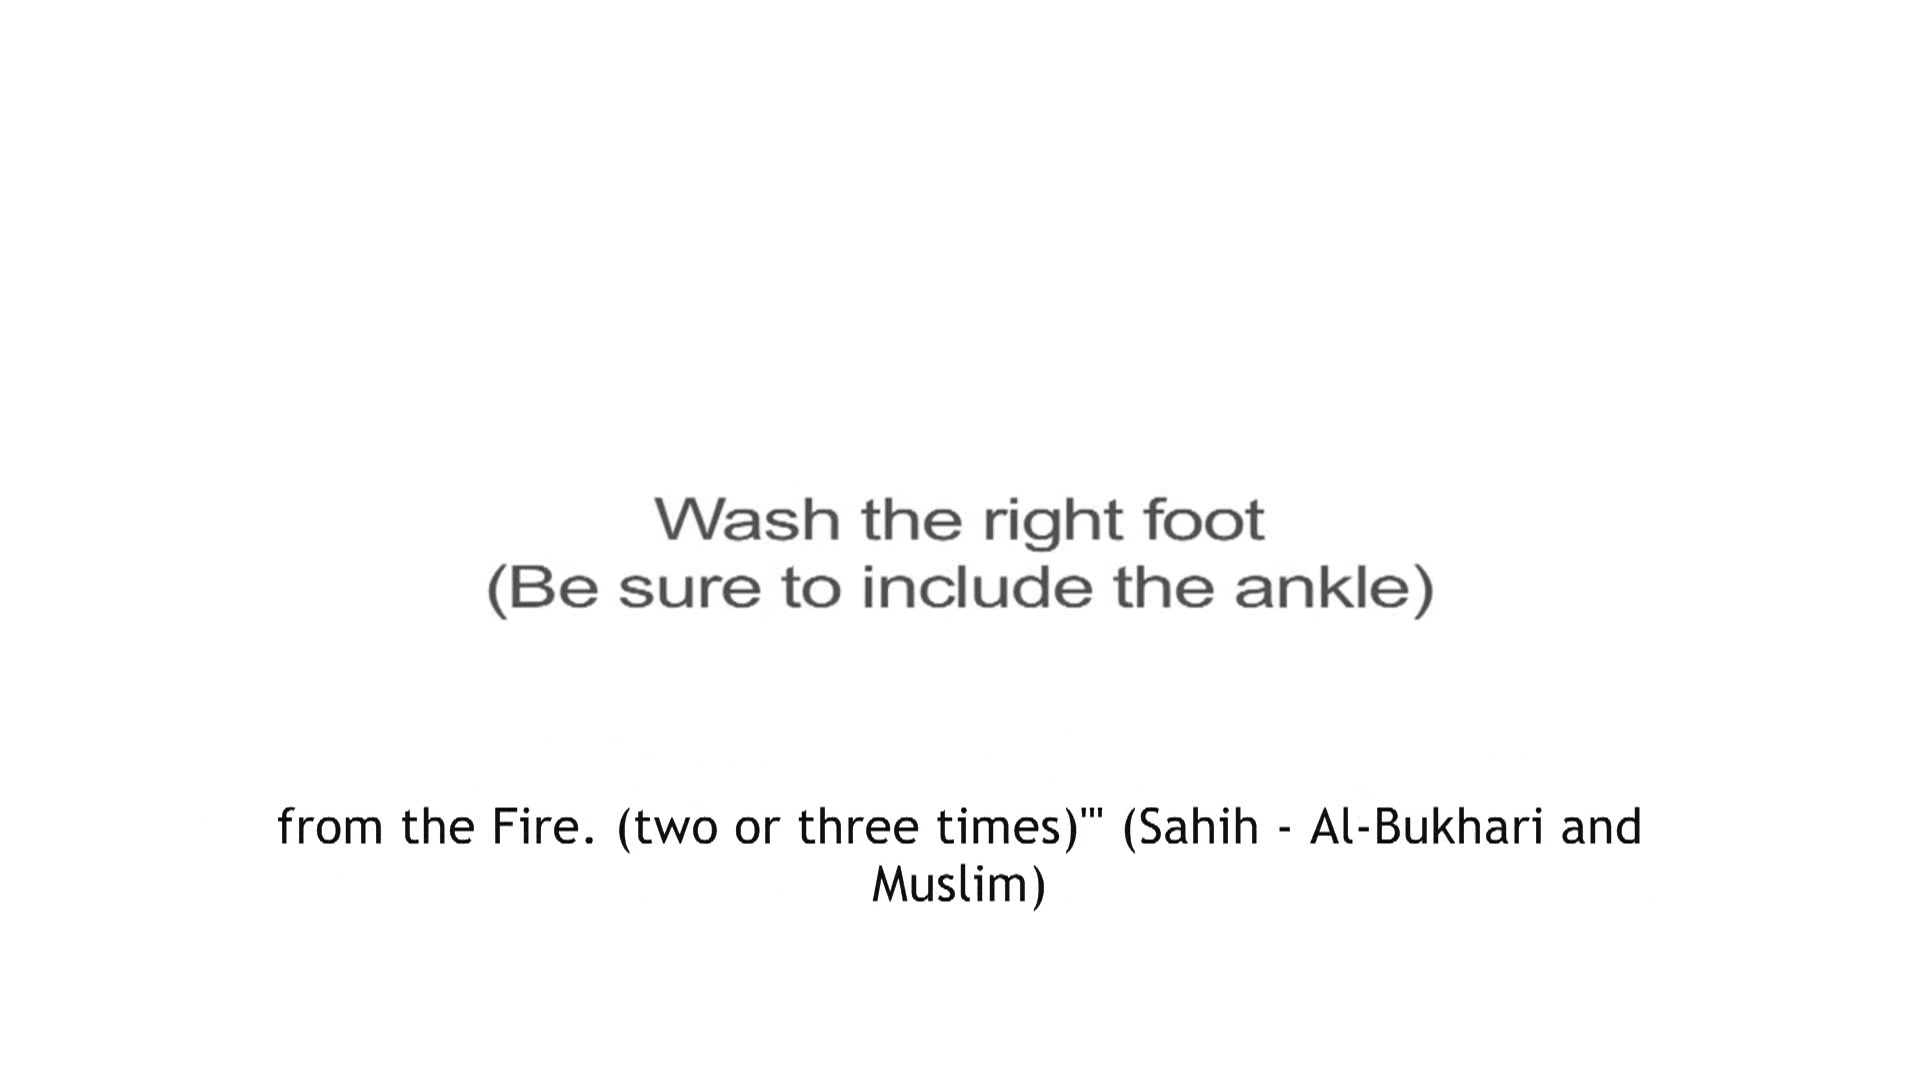 Wash the right foot
(Be sure to include the ankle)
from the Fire. (two or three times)'" (Sahih - Al-Bukhari and
Muslim)